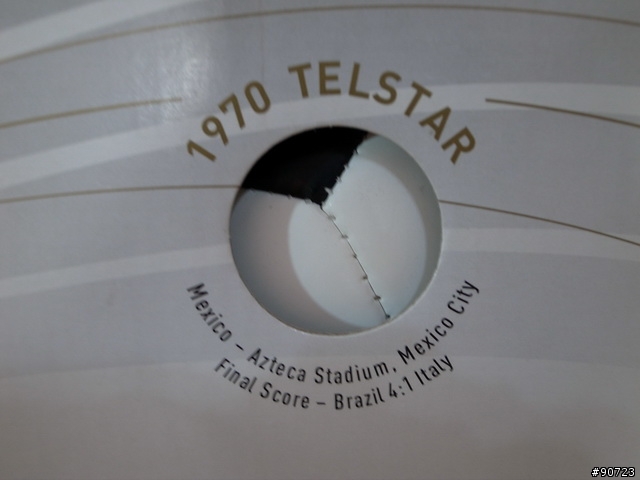 1970 TELSTAR
Mexico – Azteca Stadium, Mexico City
Final Score – Brazil 4:1 Italy
#90723